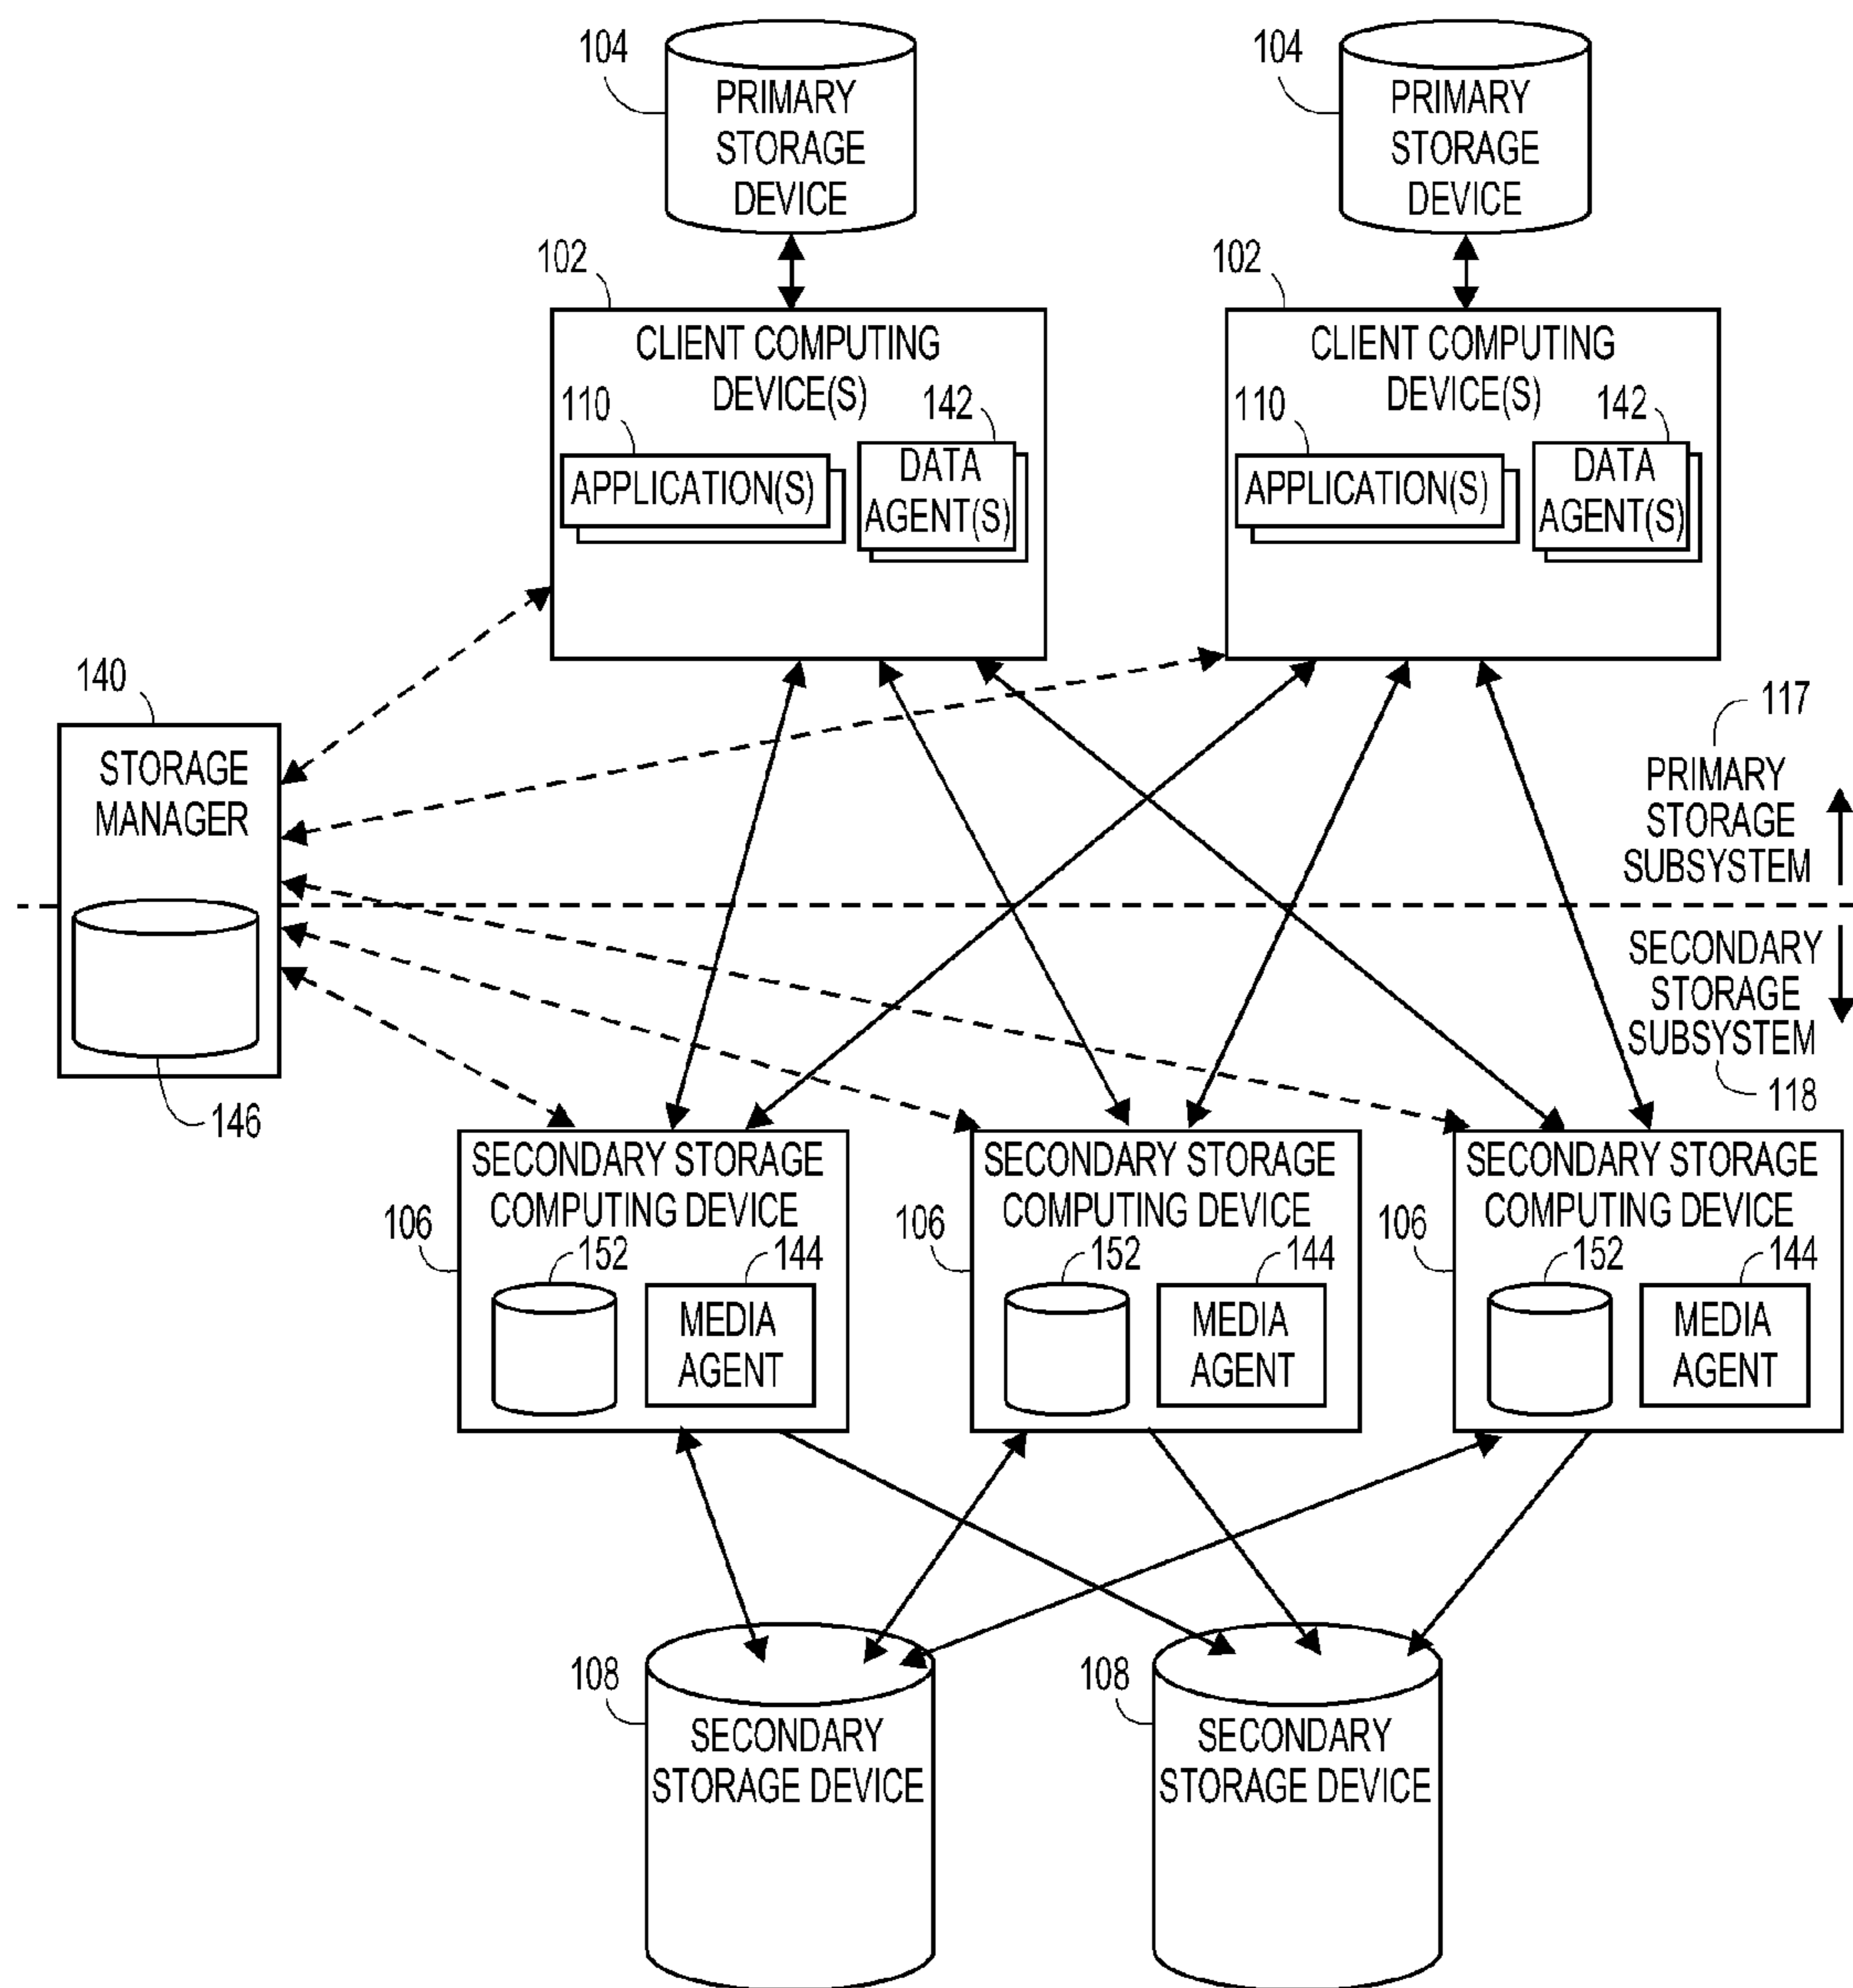 104
PRIMARY
STORAGE
DEVICE
104
PRIMARY
STORAGE
DEVICE
102
CLIENT COMPUTING
DEVICE(S)
110
142
APPLICATION(S)
DATA
AGENT(S)
102
CLIENT COMPUTING
DEVICE(S)
110
142
APPLICATION(S)
DATA
AGENT(S)
140
STORAGE
MANAGER
146
117
PRIMARY
STORAGE
SUBSYSTEM
SECONDARY
STORAGE
SUBSYSTEM
118
SECONDARY STORAGE
COMPUTING DEVICE
106
152
144
MEDIA
AGENT
SECONDARY STORAGE
COMPUTING DEVICE
106
152
144
MEDIA
AGENT
SECONDARY STORAGE
COMPUTING DEVICE
106
152
144
MEDIA
AGENT
108
SECONDARY
STORAGE DEVICE
108
SECONDARY
STORAGE DEVICE